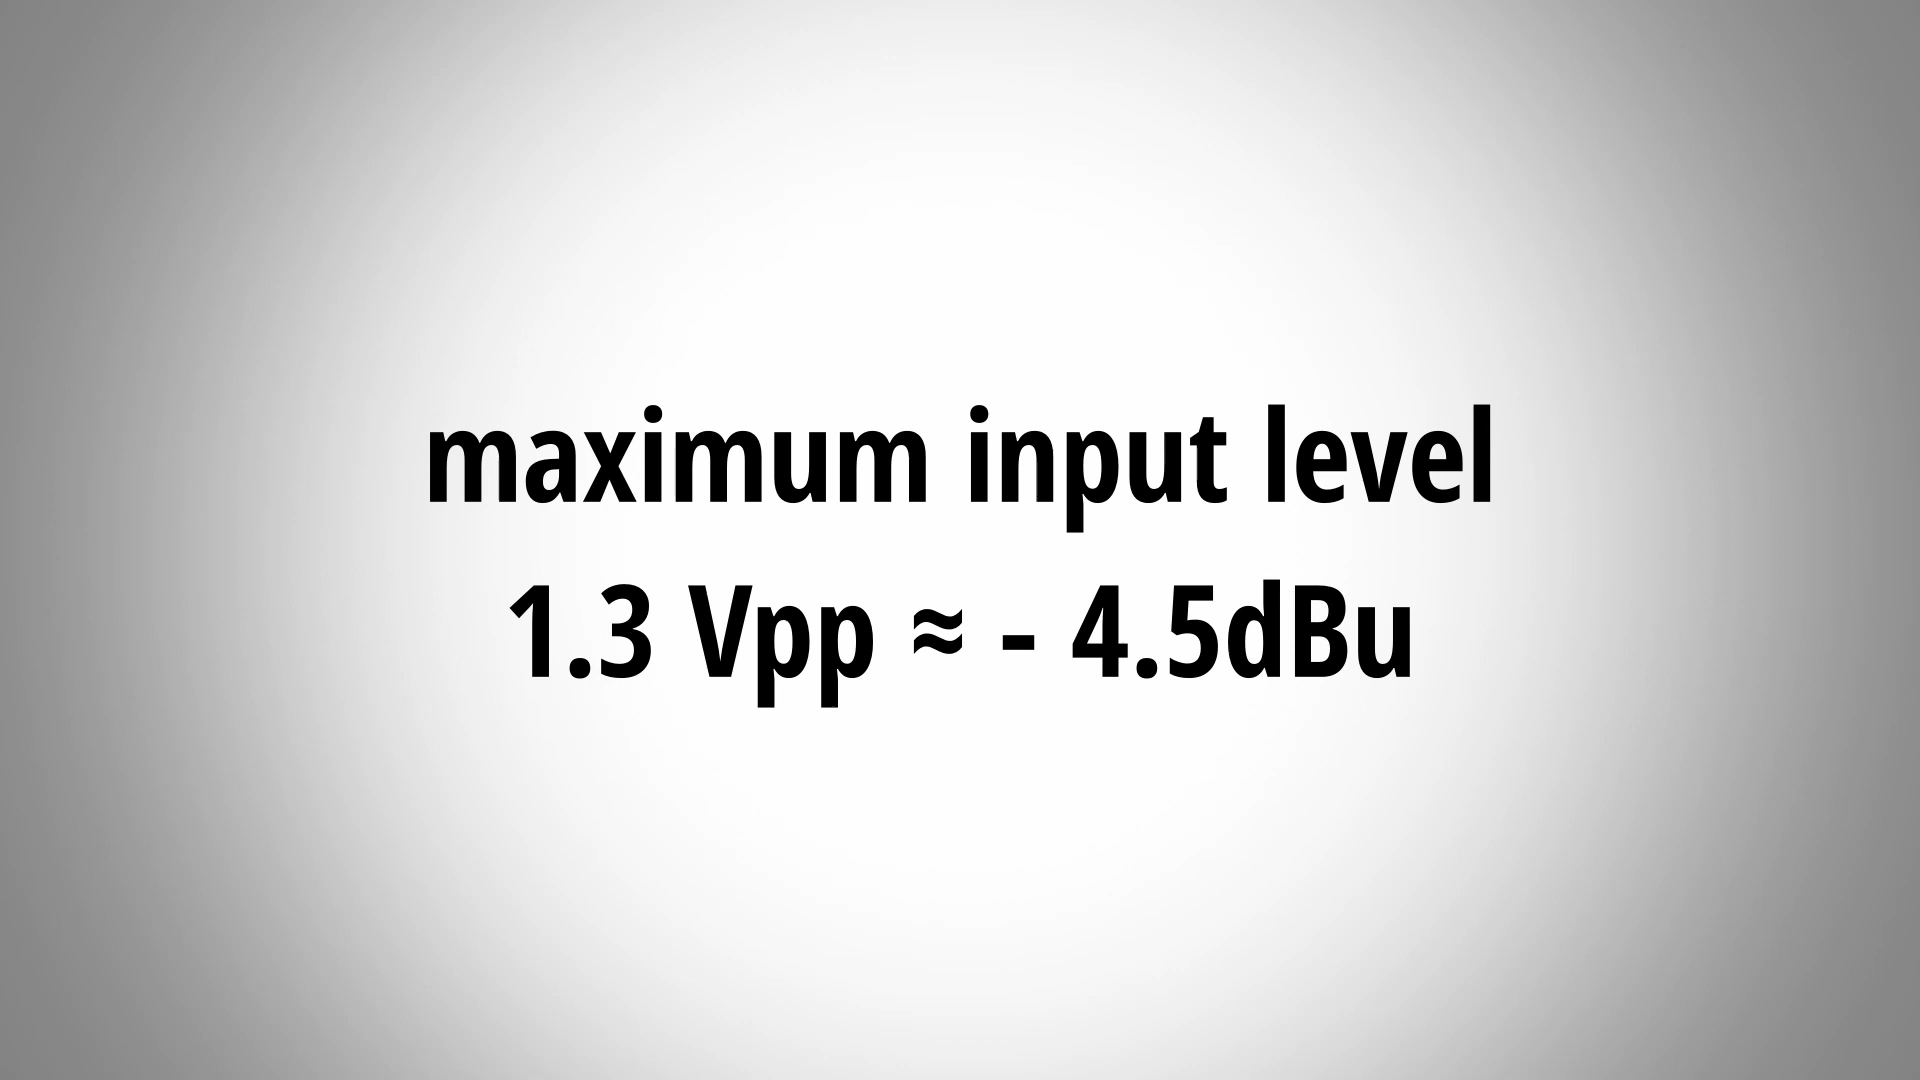 maximum input level
1.3 Vpp ≈ - 4.5dBu